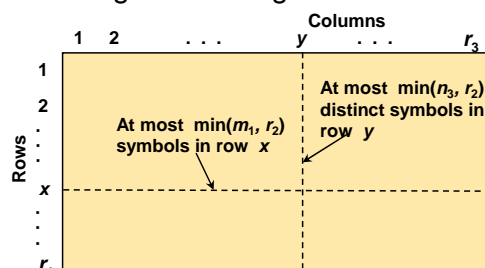 Columns
1 2 . . . y . . . r3
Rows
1
2
.
.
.
x
.
.
.
At most min(n3, r2)
distinct symbols in
row y
At most min(m1, r2)
symbols in row x